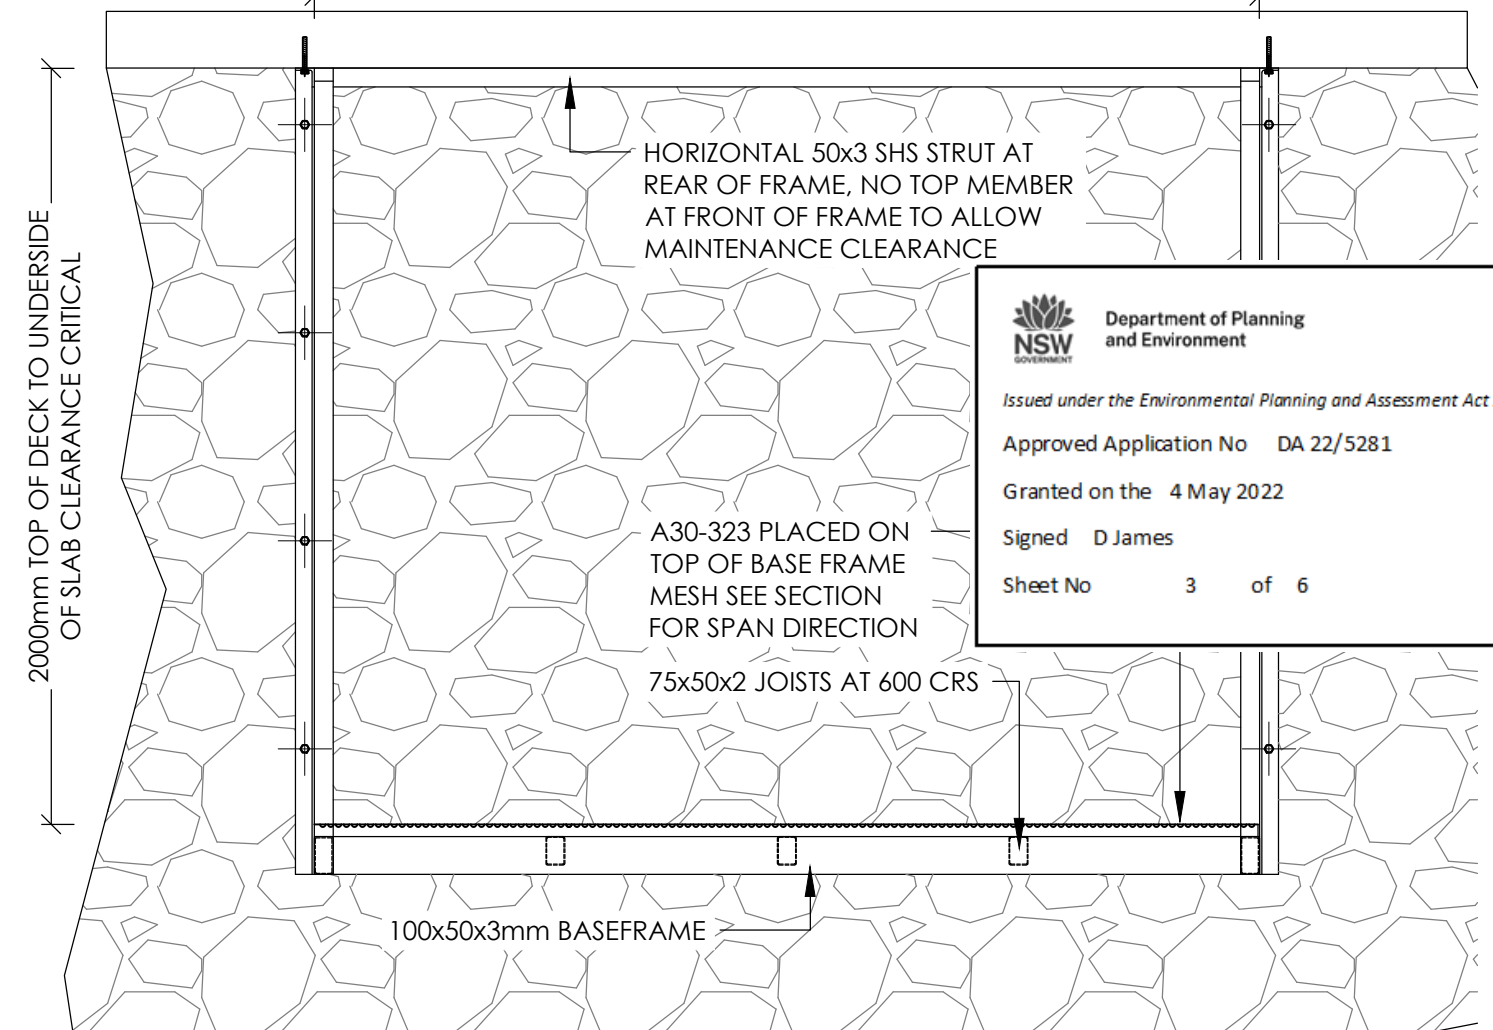 HORIZONTAL 50x3 SHS STRUT AT
REAR OF FRAME, NO TOP MEMBER
AT FRONT OF FRAME TO ALLOW
MAINTENANCE CLEARANCE
2000mm TOP OF DECK TO UNDERSIDE
OF SLAB CLEARANCE CRITICAL
NSW
GOVERNMENT
Department of Planning
and Environment
Issued under the Environmental Planning and Assessment Act
Approved Application No DA 22/5281
Granted on the 4 May 2022
Signed D James
Sheet No 3 of 6
A30-323 PLACED ON
TOP OF BASE FRAME
MESH SEE SECTION
FOR SPAN DIRECTION
75x50x2 JOISTS AT 600 CRS
100x50x3mm BASEFRAME